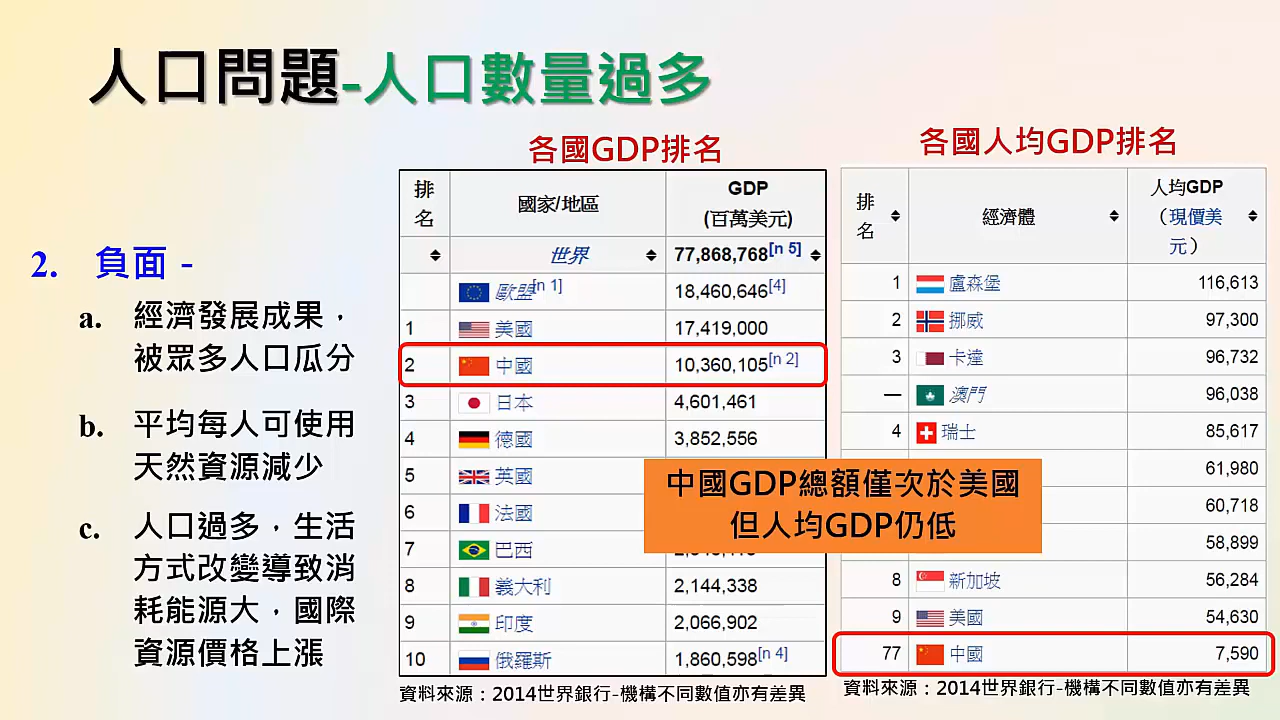 人口問題-人口數量過多
2. 負面 -
a. 經濟發展成果，
被眾多人口瓜分
b. 平均每人可使用
天然資源減少
c. 人口過多，生活
方式改變導致消
耗能源大，國際
資源價格上漲
各國GDP排名
排名 國家/地區 GDP
(百萬美元)
世界 77,868,768[n 5]
歐盟[n 1] 18,460,646[4]
1 美國 17,419,000
2 中國 10,360,105[n 2]
3 日本 4,601,461
4 德國 3,852,556
5 英國
6 法國
7 巴西
8 義大利 2,144,338
9 印度 2,066,902
10 俄羅斯 1,860,598[n 4]
資料來源：2014世界銀行-機構不同數值亦有差異
中國GDP總額僅次於美國
但人均GDP仍低
各國人均GDP排名
排名 經濟體 人均GDP
（現價美
元）
1 盧森堡 116,613
2 挪威 97,300
3 卡達 96,732
— 澳門 96,038
4 瑞士 85,617
61,980
60,718
58,899
8 新加坡 56,284
9 美國 54,630
77 中國 7,590
資料來源：2014世界銀行-機構不同數值亦有差異